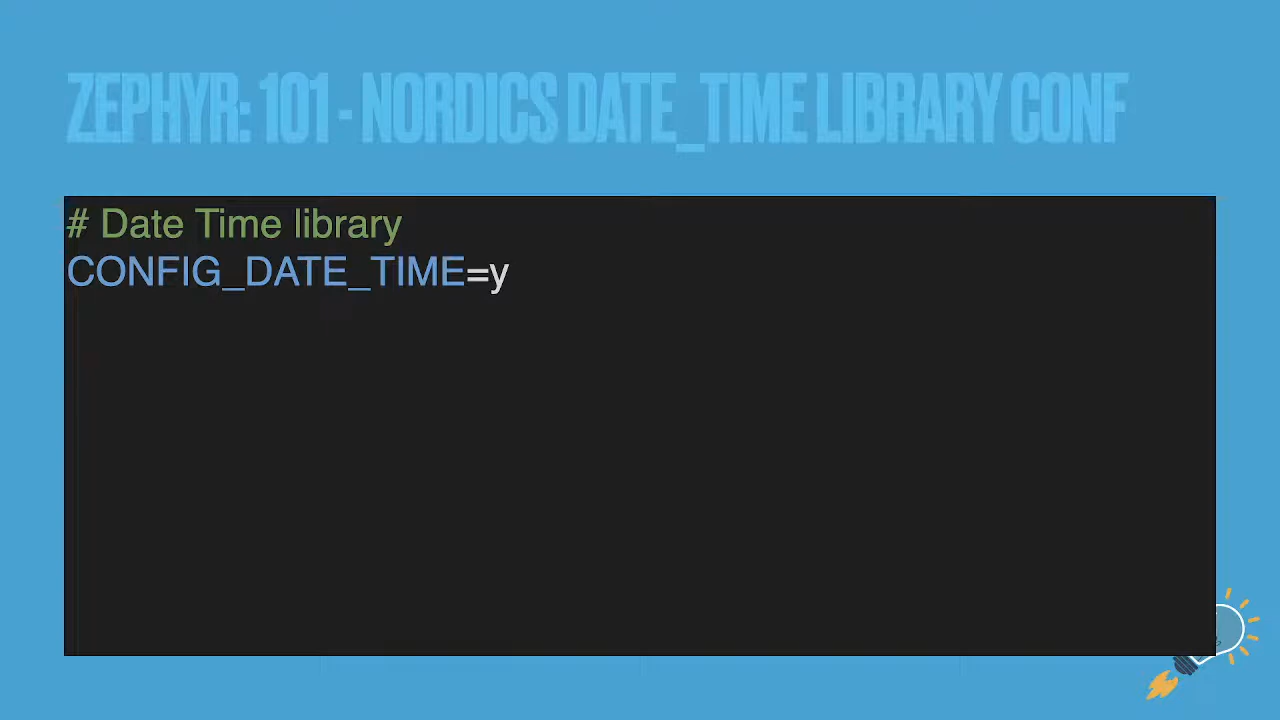 ZEPHYR: 101 - NORDICS DATE_TIME LIBRARY CONF
# Date Time library
CONFIG_DATE_TIME=y